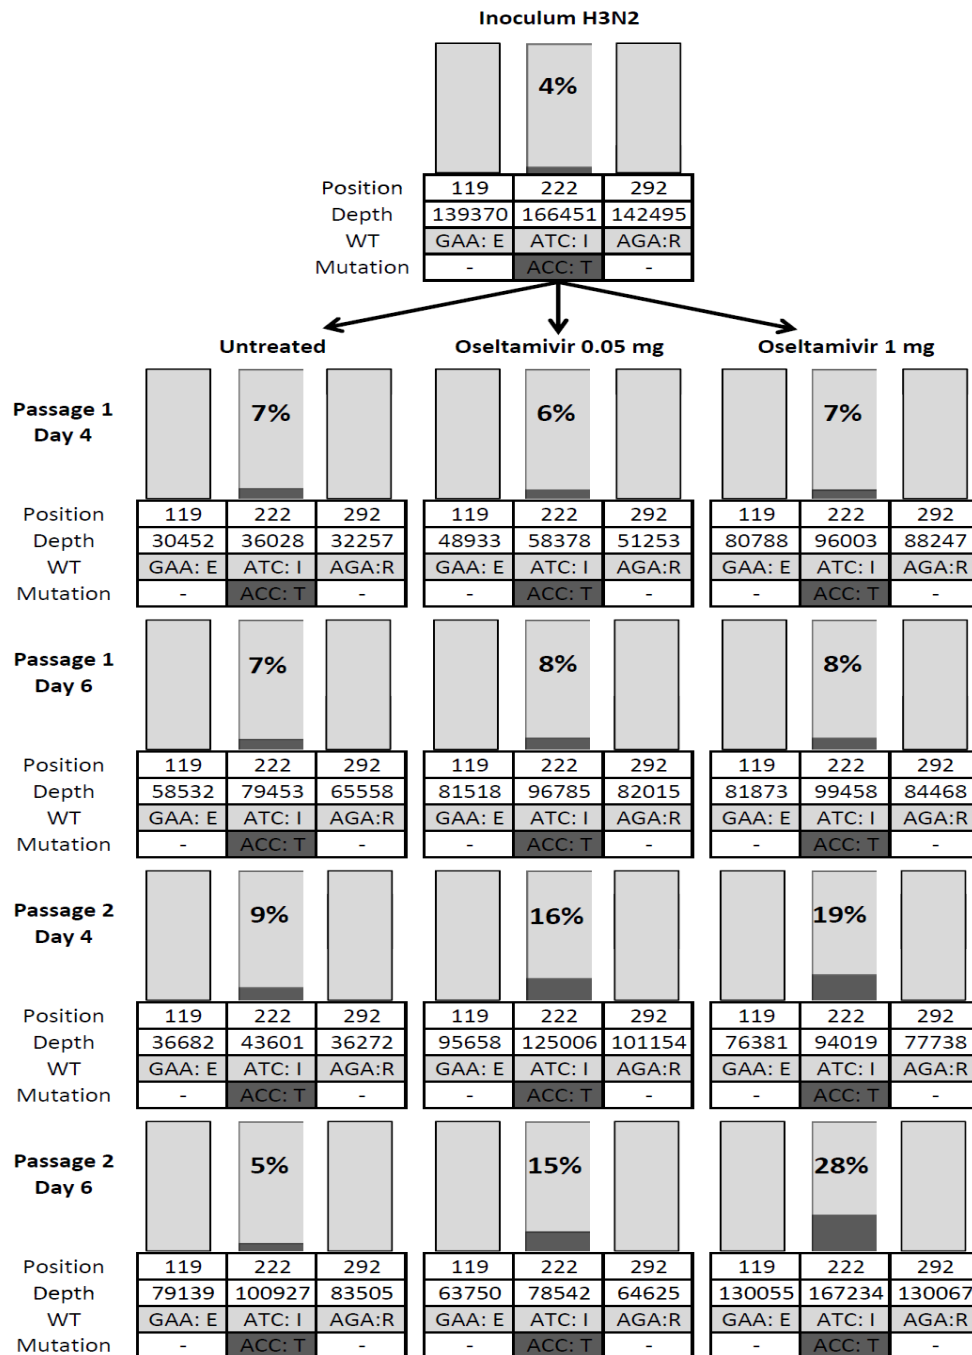 Inoculum H3N2
4%
Position 119 222 292
Depth 139370 166451 142495
WT GAA: E ATC: I AGA:R
Mutation - ACC: T -
Untreated Oseltamivir 0.05 mg Oseltamivir 1 mg
Passage 1
Day 4
7% 6% 7%
Position 119 222 292 119 222 292 119 222 292
Depth 30452 36028 32257 48933 58378 51253 80788 96003 88247
WT GAA: E ATC: I AGA:R GAA: E ATC: I AGA:R GAA: E ATC: I AGA:R
Mutation - ACC: T - - ACC: T - - ACC: T -
Passage 1
Day 6
7% 8% 8%
Position 119 222 292 119 222 292 119 222 292
Depth 58532 79453 65558 81518 96785 82015 81873 99458 84468
WT GAA: E ATC: I AGA:R GAA: E ATC: I AGA:R GAA: E ATC: I AGA:R
Mutation - ACC: T - - ACC: T - - ACC: T -
Passage 2
Day 4
9% 16% 19%
Position 119 222 292 119 222 292 119 222 292
Depth 36682 43601 36272 95658 125006 101154 76381 94019 77738
WT GAA: E ATC: I AGA:R GAA: E ATC: I AGA:R GAA: E ATC: I AGA:R
Mutation - ACC: T - - ACC: T - - ACC: T -
Passage 2
Day 6
5% 15% 28%
Position 119 222 292 119 222 292 119 222 292
Depth 79139 100927 83505 63750 78542 64625 130055 167234 130067
WT GAA: E ATC: I AGA:R GAA: E ATC: I AGA:R GAA: E ATC: I AGA:R
Mutation - ACC: T - - ACC: T - - ACC: T -